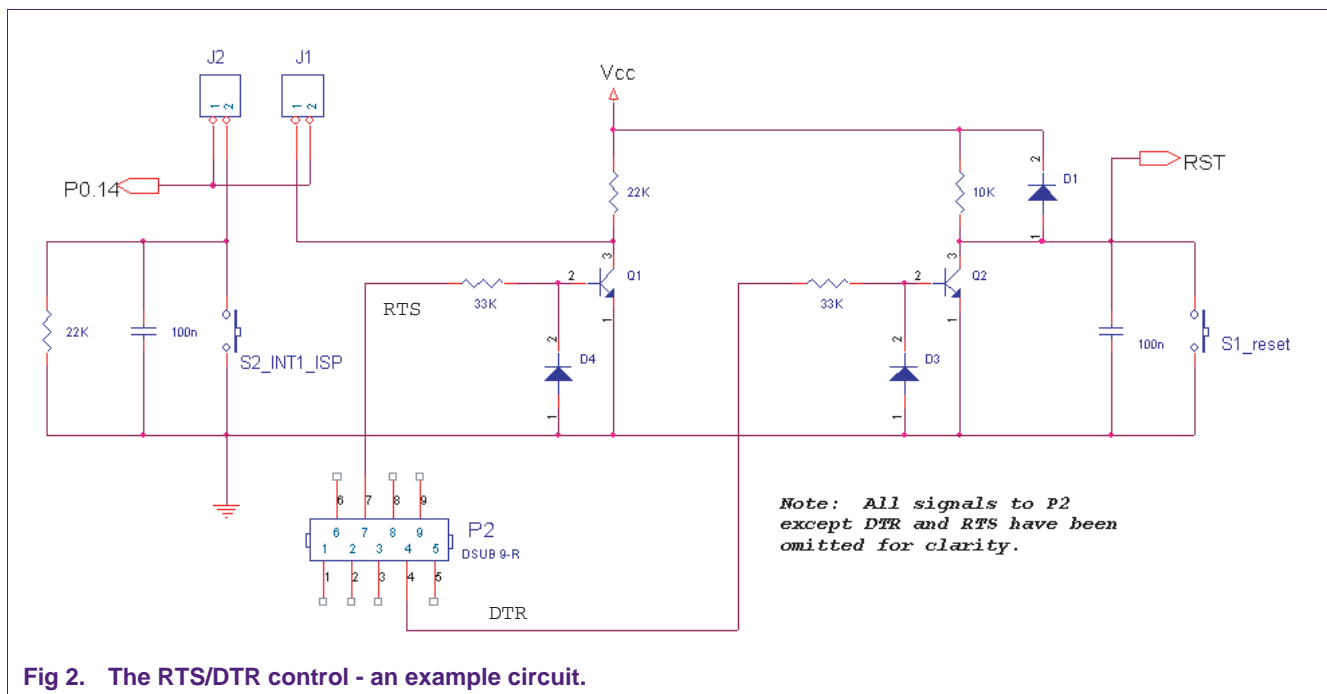 J2
J1
1
2
1
2
Vcc
P0.14
RST
22K
10K
2
D1
1
3
2
Q1
33K
RTS
1
2
D4
1
3
2
Q2
33K
1
2
D3
1
22K
100n
S2_INT1_ISP
100n
S1_reset
6
7
8
9
6
7
8
9
1
2
3
4
5
P2
DSUB 9-R
1
2
3
4
5
DTR
Note: All signals to P2
except DTR and RTS have been
omitted for clarity.
Fig 2. The RTS/DTR control - an example circuit.